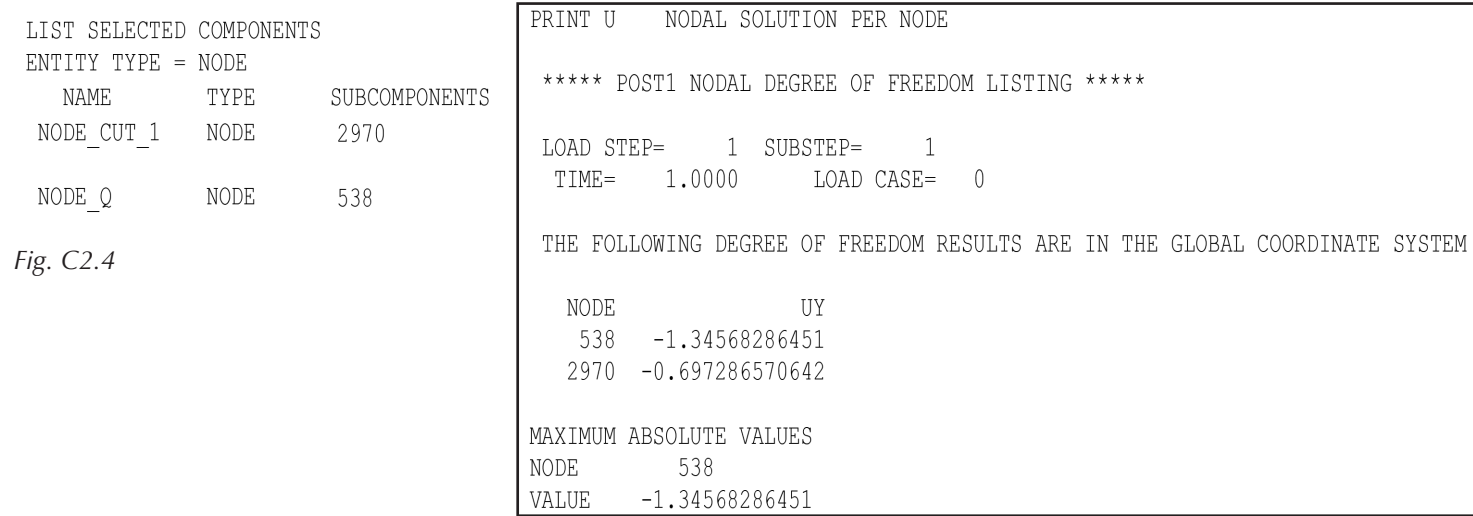 LIST SELECTED COMPONENTS
ENTITY TYPE = NODE
NAME TYPE SUBCOMPONENTS
NODE_CUT_1 NODE 2970
NODE_Q NODE 538
Fig. C2.4
PRINT U NODAL SOLUTION PER NODE
***** POST1 NODAL DEGREE OF FREEDOM LISTING *****
LOAD STEP= 1 SUBSTEP= 1
TIME= 1.0000 LOAD CASE= 0
THE FOLLOWING DEGREE OF FREEDOM RESULTS ARE IN THE GLOBAL COORDINATE SYSTEM
NODE UY
538 -1.34568286451
2970 -0.697286570642
MAXIMUM ABSOLUTE VALUES
NODE 538
VALUE -1.34568286451